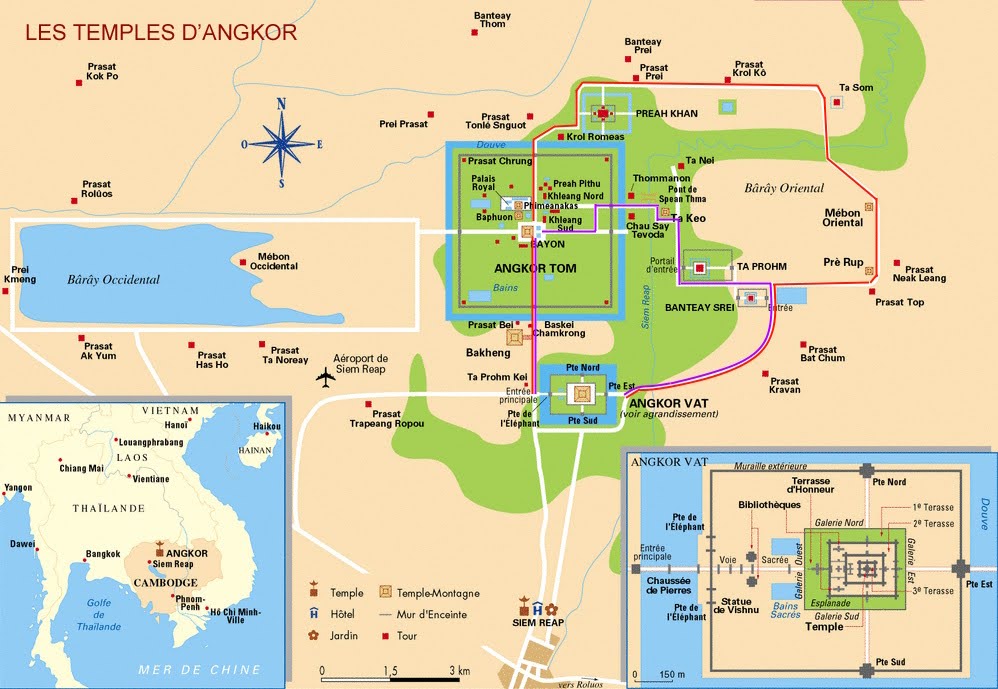 LES TEMPLES D'ANGKOR
Banteay
Thom
Prasat
Kok Po
Banteay
Prei
Prasat
Prei
Prasat
Krol Kô
Ta Som
Prei Prasat
Prasat
Tonlé Snguot
PREAH KHAN
Krol Romeas
N
O
E
S
Douve
Prasat Chrung
Ta Nei
Prasat
Rolûos
Palais
Royal
Preah Pithu
Khleang Nord
Phimeanakas
Baphuon
Khleang
Sud
Thommanon
Pont de
Spean Thma
Ta Keo
Chau Say
Tevoda
Bârây Oriental
Mébon
Oriental
BAYON
ANGKOR TOM
Bains
Siem Reap
Portail
d'entrée
TA PROHM
Prè Rup
Prasat
Neak Leang
Prasat Top
BANTEAY SREI
Entrée
Prei
Kmeng
Bârây Occidental
Mébon
Occidental
Prasat
Ak Yum
Prasat
Has Ho
Prasat
Ta Noreay
Aéroport de
Siem Reap
Prasat Bei
Baskei
Chamkrong
Bakheng
Prasat
Bat Chum
Prasat
Kravan
Ta Prohm Kei
Entrée
principale
Pte Nord
Pte Est
Pte de
l'Éléphant
Pte Sud
ANGKOR VAT
(voir agrandissement)
Prasat
Trapeang Ropou
MYANMAR
VIETNAM
Hanoï
Haikou
HAINAN
Louangphrabang
LAOS
Chiang Mai
Vientiane
Yangon
THAÏLANDE
Dawei
Bangkok
ANGKOR
Siem Reap
CAMBODGE
Phnom-
Penh
Hô Chi Minh-
Ville
Golfe
de
Thaïlande
MER DE CHINE
Temple
Temple-Montagne
Hôtel
Mur d'Enceinte
Jardin
Tour
0
1,5
3 km
SIEM REAP
vers Roluos
ANGKOR VAT
Muraille extérieure
Pte Nord
Terrasse
d'Honneur
Bibliothèques
Pte de
l'Éléphant
Galerie Nord
1e Terasse
2e Terasse
Douve
Entrée
principale
Voie
Sacrée
Galerie Ouest
Galerie Est
Pte Est
Chaussée
de Pierres
Statue
de Vishnu
Bains
Sacrés
3e Terasse
Esplanade
Galerie Sud
Temple
Pte de
l'Éléphant
Pte Sud
0
150 m